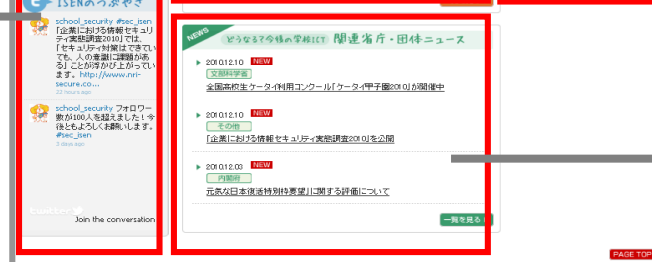 ISENのつぶやき
school_security #sec_isen
「企業における情報セキュリ
ティ実態調査2010」では、
「セキュリティ対策はできてい
ても、人の意識に課題があ
る」ことが浮かび上がってい
ます。http://www.nri-
secure.co...
22 hours ago
school_security フォロワー
数が100人を超えました！今
後ともよろしくお願いします。
#sec_isen
3 days ago
twitter
Join the conversation
NEWS
どうなる?今後の学校ICT 関連省庁・団体ニュース
2010.12.10 NEW
文部科学省
全国高校生ケータイ利用コンクール「ケータイ甲子園2010」が開催中
2010.12.10 NEW
その他
「企業における情報セキュリティ実態調査2010」を公開
2010.12.03 NEW
内閣府
元気な日本復活特別枠要望」に関する評価について
一覧を見る
PAGE TOP